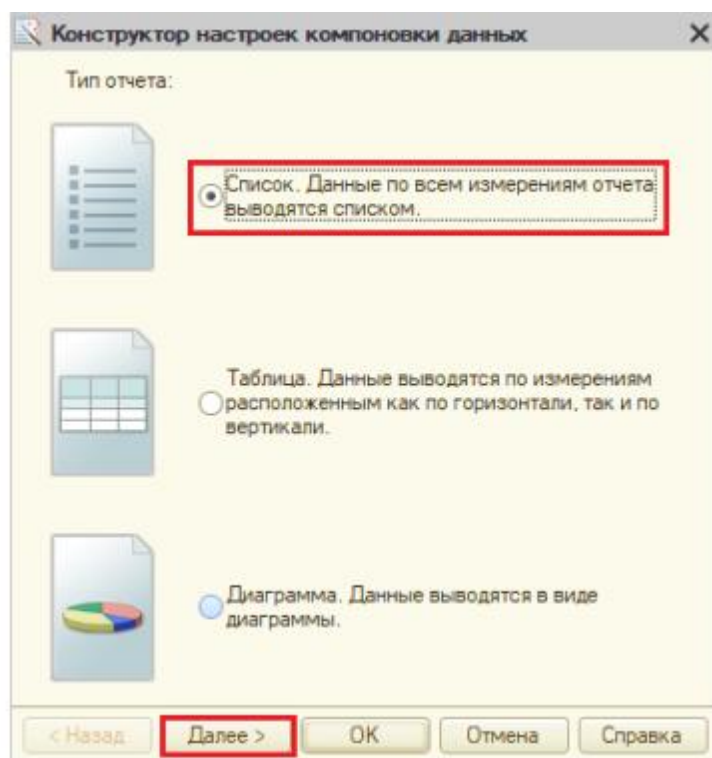 Конструктор настроек компоновки данных
Тип отчета:
Список. Данные по всем измерениям отчета
выводятся списком.
Таблица. Данные выводятся по измерениям
расположенным как по горизонтали, так и по
вертикали.
Диаграмма. Данные выводятся в виде
диаграммы.
< Назад Далее > ОК Отмена Справка